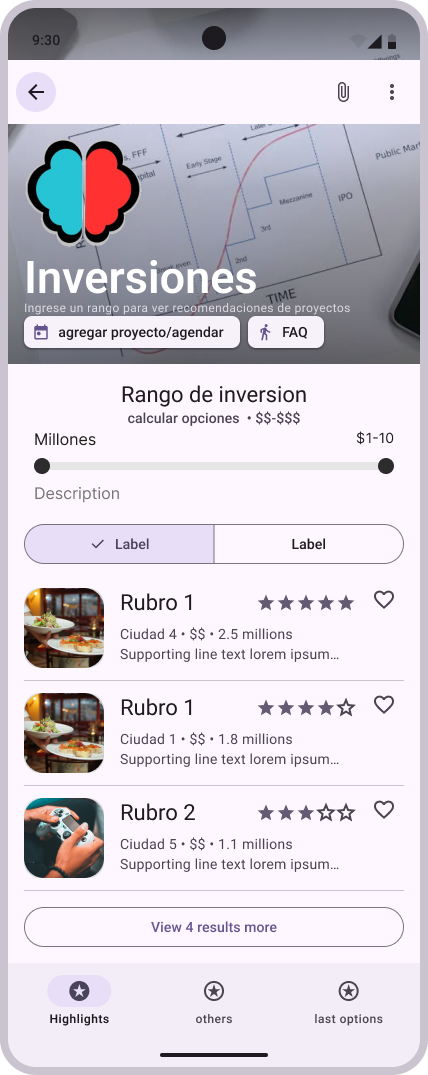 9:30
Public Mar
Later
Early Stage
, FFF
pital
Mezzanine
IPO
3rd
2nd
even
TIME
Inversiones
Ingrese un rango para ver recomendaciones de proyectos
agregar proyecto/agendar
FAQ
Rango de inversion
calcular opciones • $$-$$$
Millones $1-10
Description
Label Label
Rubro 1
Ciudad 4 • $$ • 2.5 millions
Supporting line text lorem ipsum...
Rubro 1
Ciudad 1 • $$ • 1.8 millions
Supporting line text lorem ipsum...
Rubro 2
Ciudad 5 • $$ • 1.1 millions
Supporting line text lorem ipsum...
View 4 results more
Highlights others last options